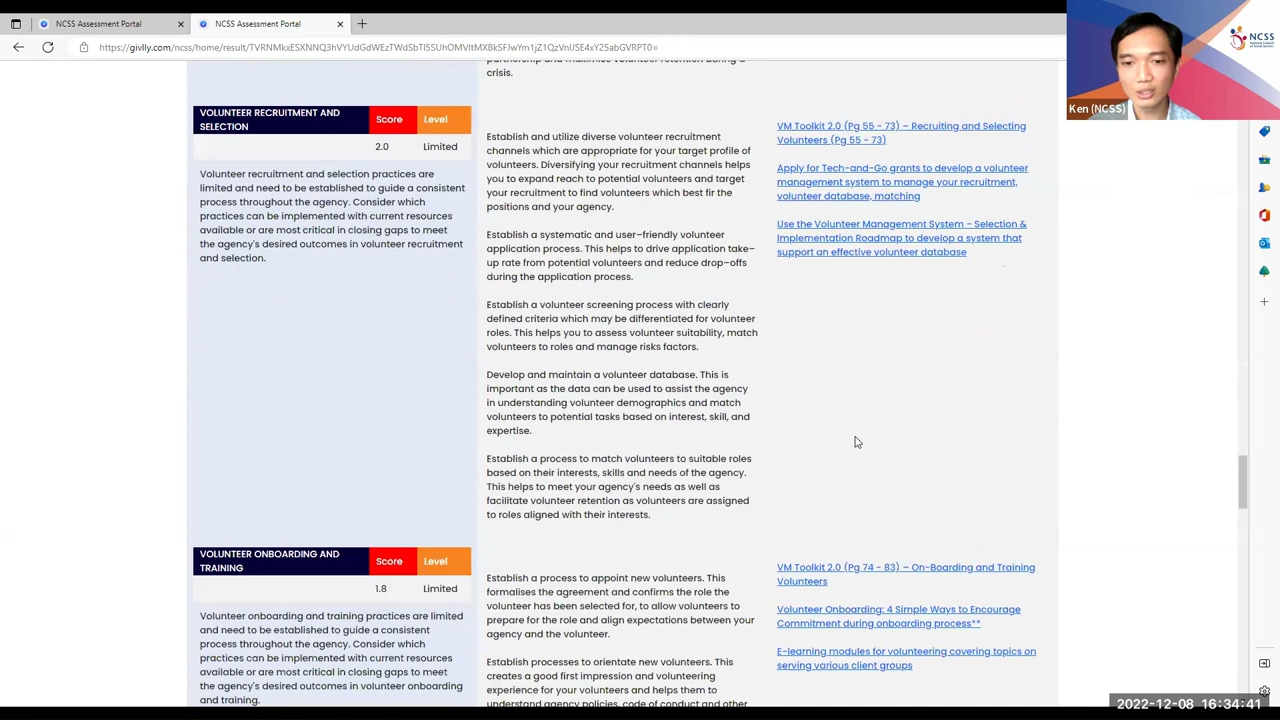 NCSS Assessment Portal
NCSS Assessment Portal
NCSS
Ken (NCSS)
partnership and maximise volunteer retention during a
crisis.
VOLUNTEER RECRUITMENT AND
SELECTION
Score
Level
2.0
Limited
Volunteer recruitment and selection practices are
limited and need to be established to guide a consistent
process throughout the agency. Consider which
practices can be implemented with current resources
available or are most critical in closing gaps to meet
the agency's desired outcomes in volunteer recruitment
and selection.
Establish and utilize diverse volunteer recruitment
channels which are appropriate for your target profile of
volunteers. Diversifying your recruitment channels helps
you to expand reach to potential volunteers and target
your recruitment to find volunteers which best fir the
positions and your agency.
Establish a systematic and user-friendly volunteer
application process. This helps to drive application take-
up rate from potential volunteers and reduce drop-offs
during the application process.
Establish a volunteer screening process with clearly
defined criteria which may be differentiated for volunteer
roles. This helps you to assess volunteer suitability, match
volunteers to roles and manage risks factors.
Develop and maintain a volunteer database. This is
important as the data can be used to assist the agency
in understanding volunteer demographics and match
volunteers to potential tasks based on interest, skill, and
expertise.
Establish a process to match volunteers to suitable roles
based on their interests, skills and needs of the agency.
This helps to meet your agency's needs as well as
facilitate volunteer retention as volunteers are assigned
to roles aligned with their interests.
VM Toolkit 2.0 (Pg 55 - 73) – Recruiting and Selecting
Volunteers (Pg 55 - 73)
Apply for Tech-and-Go grants to develop a volunteer
management system to manage your recruitment,
volunteer database, matching
Use the Volunteer Management System - Selection &
Implementation Roadmap to develop a system that
support an effective volunteer database
VOLUNTEER ONBOARDING AND
TRAINING
Score
Level
1.8
Limited
Volunteer onboarding and training practices are limited
and need to be established to guide a consistent
process throughout the agency. Consider which
practices can be implemented with current resources
available or are most critical in closing gaps to meet
the agency's desired outcomes in volunteer onboarding
and training.
Establish a process to appoint new volunteers. This
formalises the agreement and confirms the role the
volunteer has been selected for, to allow volunteers to
prepare for the role and align expectations between your
agency and the volunteer.
Establish processes to orientate new volunteers. This
creates a good first impression and volunteering
experience for your volunteers and helps them to
understand agency policies, code of conduct and other
VM Toolkit 2.0 (Pg 74 - 83) – On-Boarding and Training
Volunteers
Volunteer Onboarding: 4 Simple Ways to Encourage
Commitment during onboarding process**
E-learning modules for volunteering covering topics on
serving various client groups
2022-12-08 16:34:41